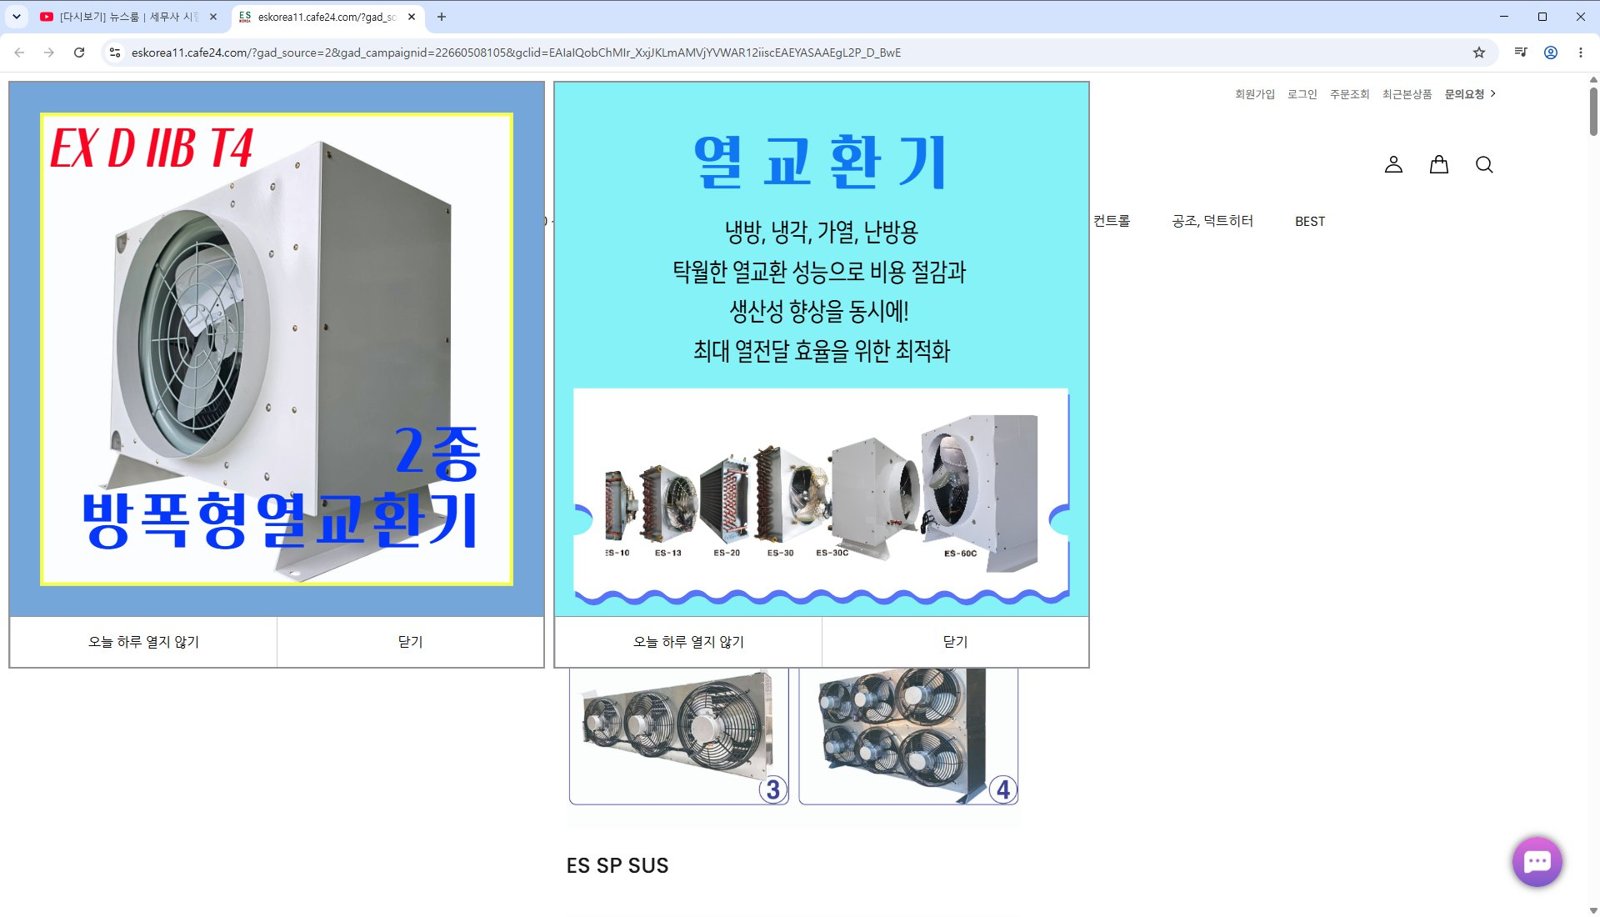 [다시보기] 뉴스룸 | 세무사 시험
eskorea11.cafe24.com/?gad_sc
eskorea11.cafe24.com/?gad_source=2&gad_campaignid=22660508105&gclid=EAIaIQobChMIr_XxjJKLmAMVjYVWAR12iiscEAEYASAAEgL2P_D_BwE
회원가입 로그인 주문조회 최근본상품 문의요청
컨트롤 공조, 덕트히터 BEST
EX D IIB T4
2종
방폭형열교환기
오늘 하루 열지 않기 닫기
열교환기
냉방, 냉각, 가열, 난방용
탁월한 열교환 성능으로 비용 절감과
생산성 향상을 동시에!
최대 열전달 효율을 위한 최적화
ES-10 ES-13 ES-20 ES-30 ES-30C ES-60C
오늘 하루 열지 않기 닫기
3 4
ES SP SUS